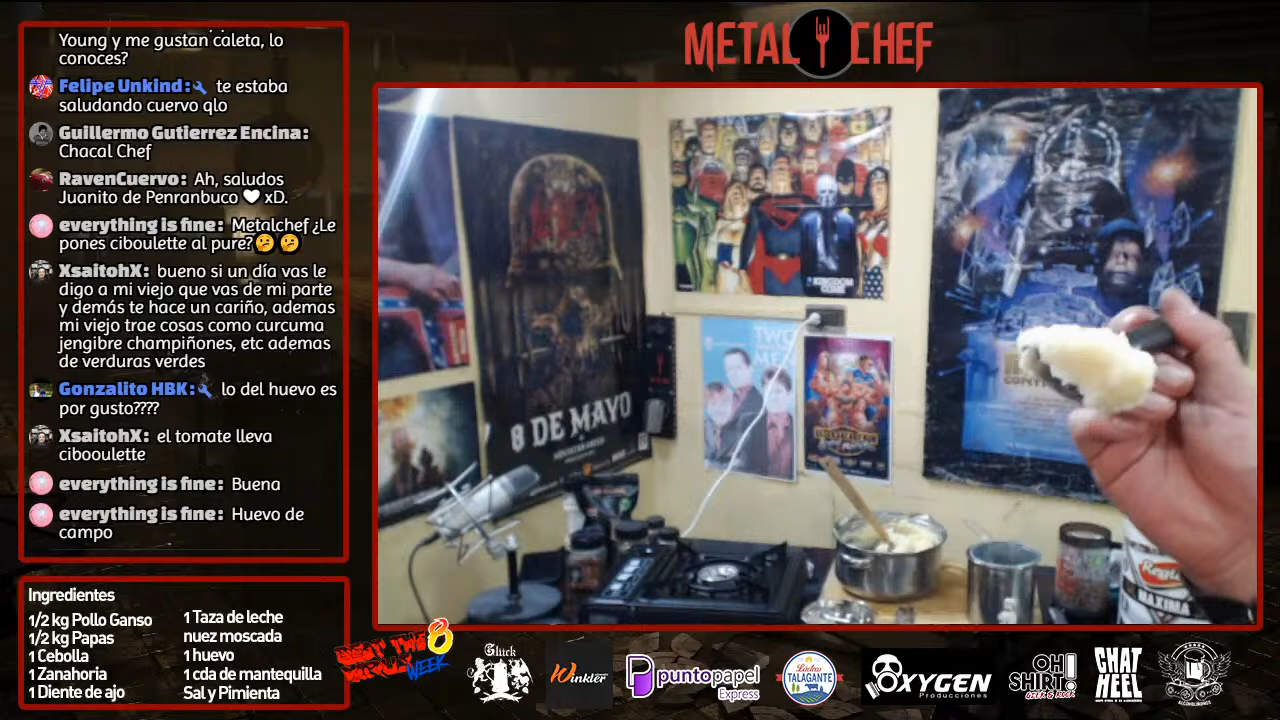 METAL CHEF
Young y me gustan caleta, lo
conoces?
Felipe Unkind: te estaba
saludando cuervo qlo
Guillermo Gutierrez Encina:
Chacal Chef
RavenCuervo: Ah, saludos
Juanito de Penranbuco 🤍 xD.
everything is fine: Metalchef ¿Le
pones ciboulette al pure?🤔 🤔
XsaitohX: bueno si un día vas le
digo a mi viejo que vas de mi parte
y demás te hace un cariño, ademas
mi viejo trae cosas como curcuma
jengibre champiñones, etc ademas
de verduras verdes
Gonzalito HBK: lo del huevo es
por gusto????
XsaitohX: el tomate lleva
cibooulette
everything is fine: Buena
everything is fine: Huevo de
campo
8 DE MAYO
TWO
Ingredientes
1/2 kg Pollo Ganso
1/2 kg Papas
1 Cebolla
1 Zanahoria
1 Diente de ajo
1 Taza de leche
nuez moscada
1 huevo
1 cda de mantequilla
Sal y Pimienta
8
WEEK
Glück
Winkler
puntopapel
Express
Lácteos
TALAGANTE
OXYGEN
Producciones
OH
SHIRT!
CHAT
HEEL